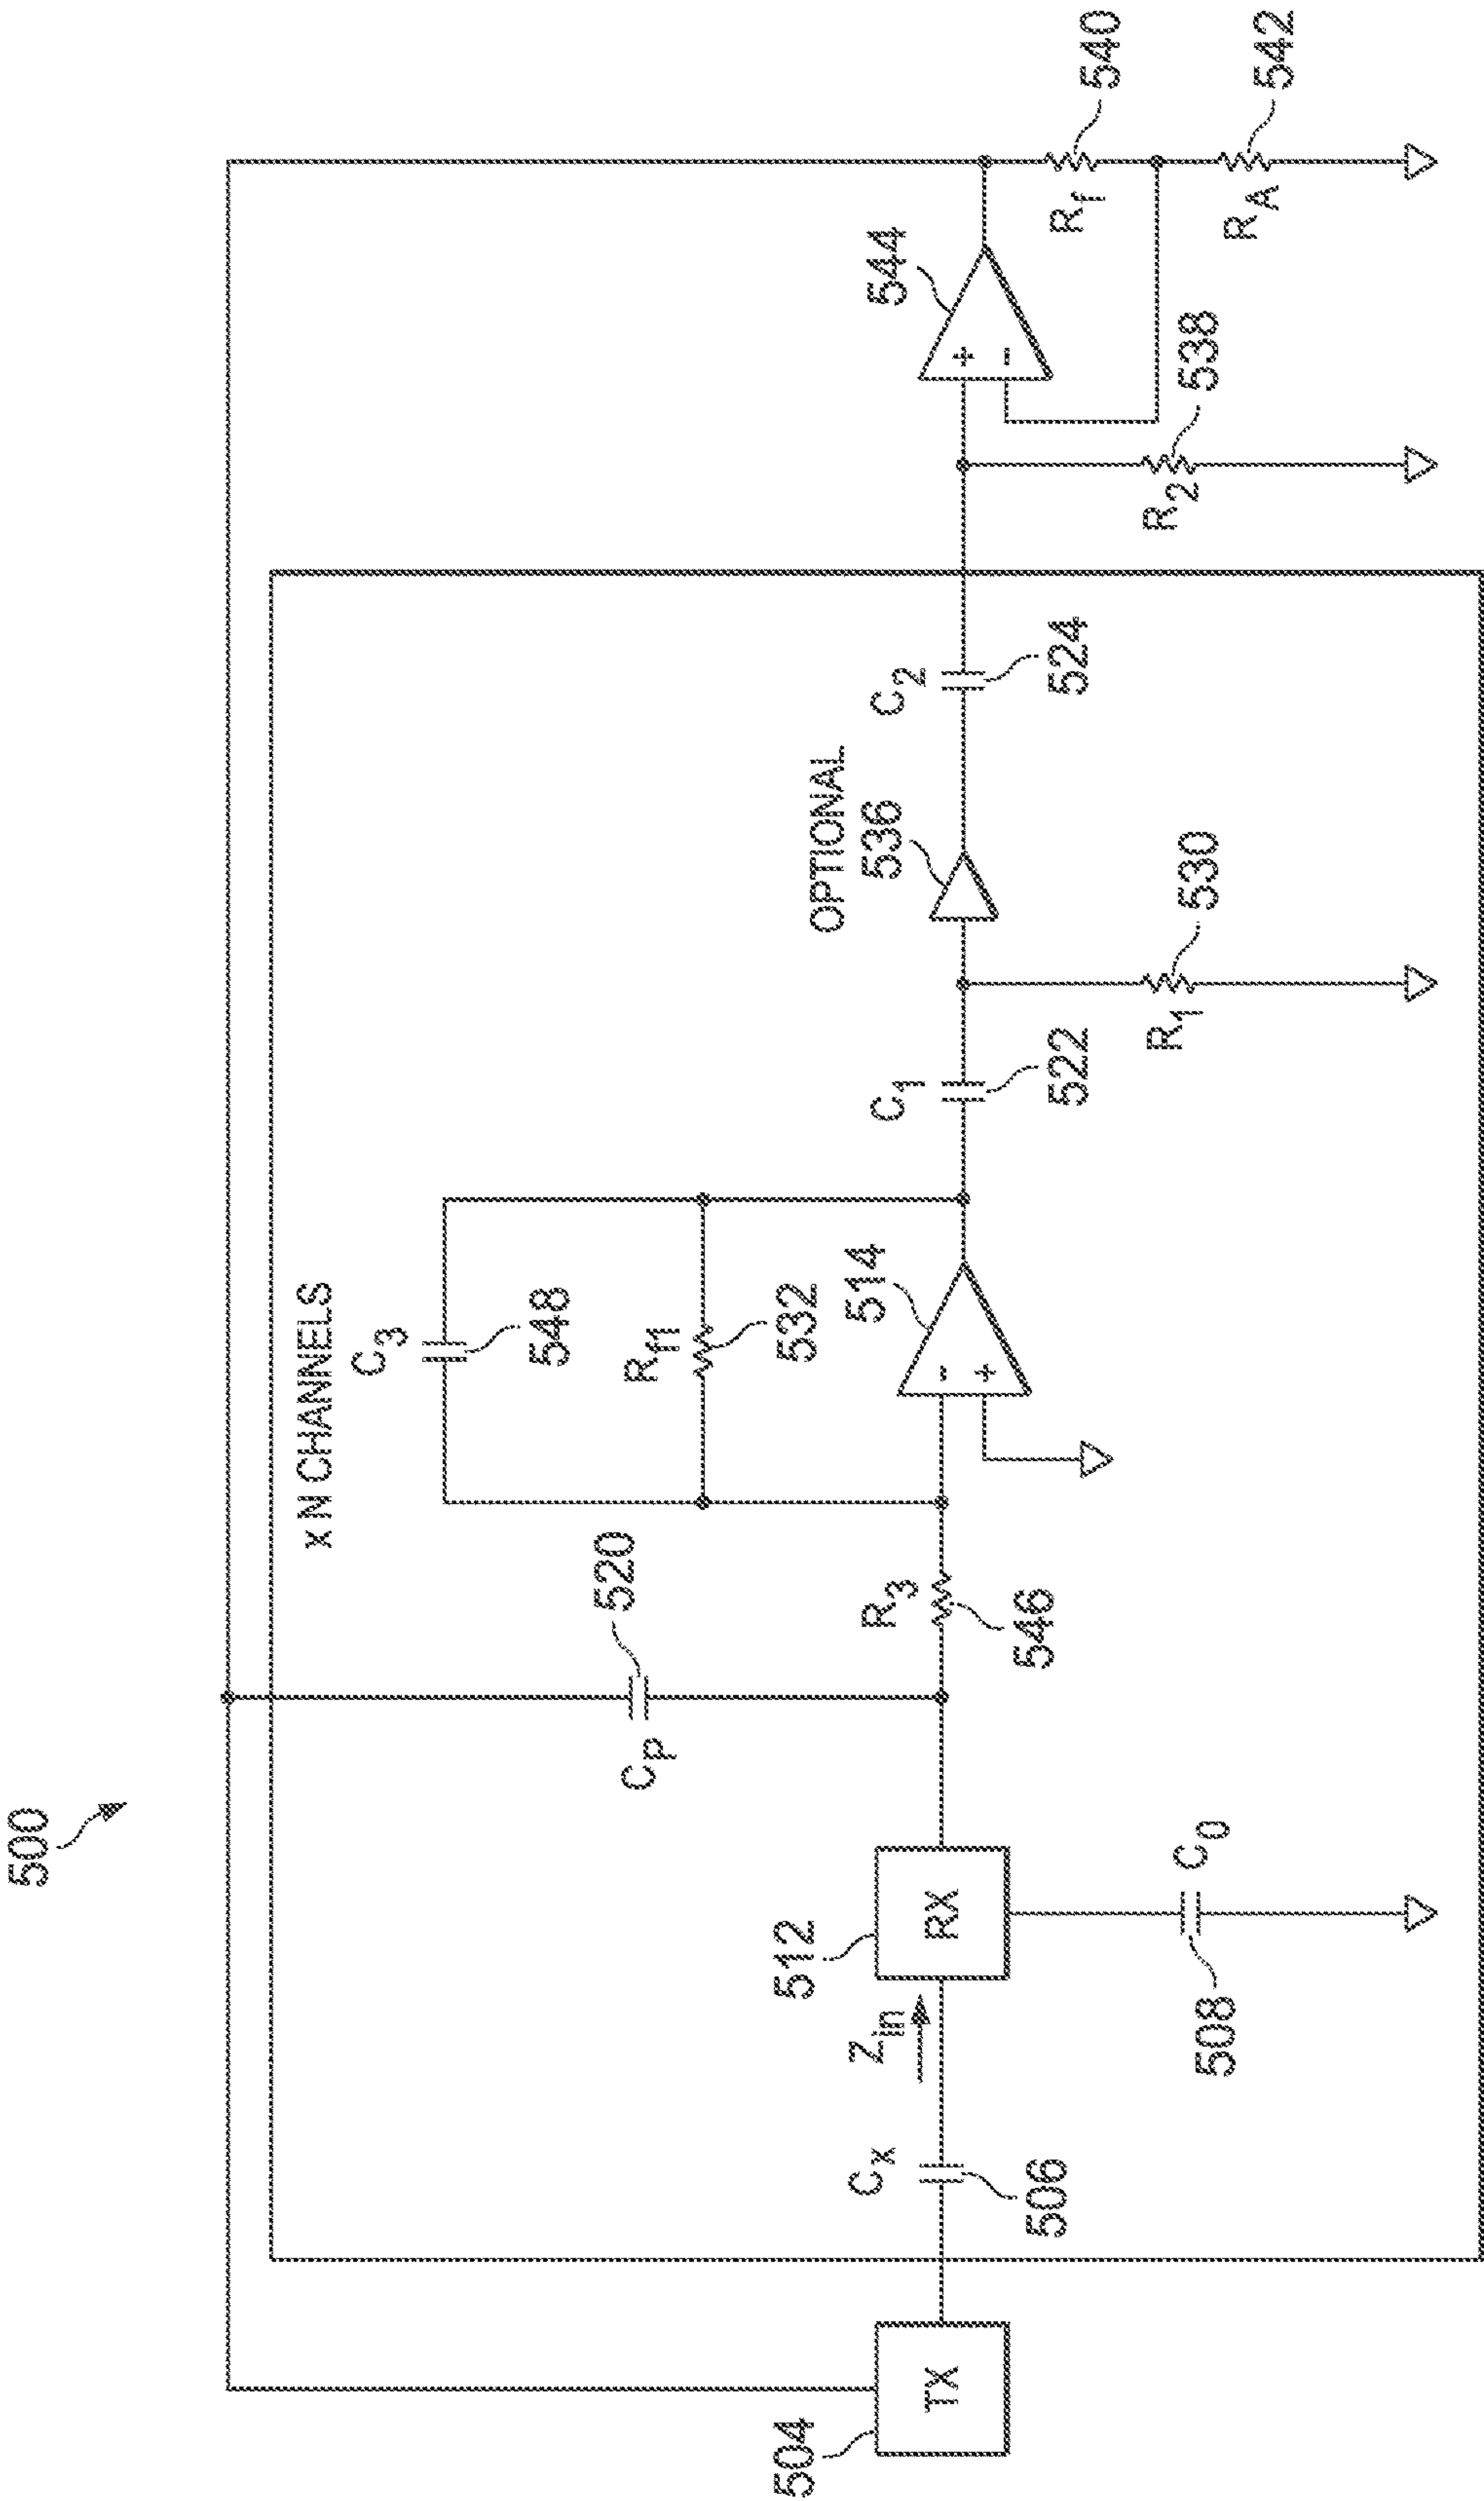 500
x N CHANNELS
C3
548
Rf1
532
CP
520
504
TX
Cx
506
Zin
512
RX
C0
508
R3
546
514
-
+
C1
522
R1
530
OPTIONAL
536
C2
524
R2
538
544
+
-
Rf
540
RA
542